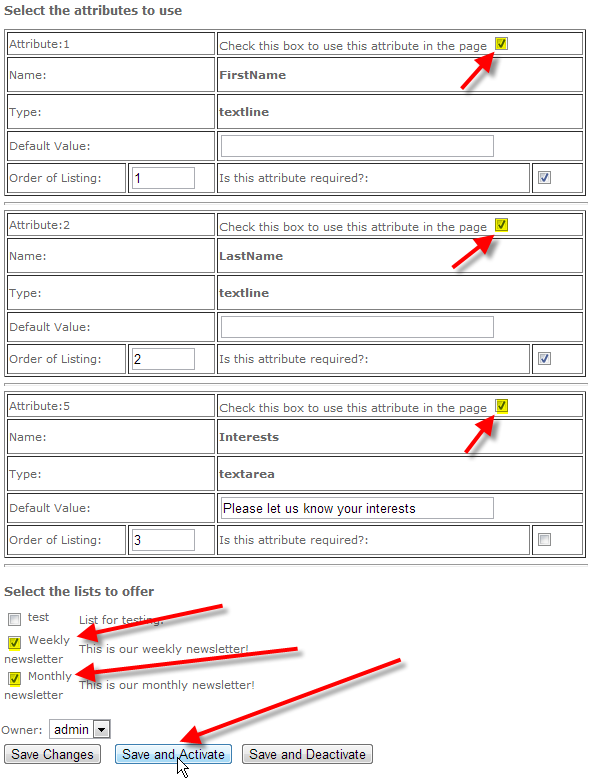 Select the attributes to use
Attribute:1 Check this box to use this attribute in the page
Name: FirstName
Type: textline
Default Value:
Order of Listing: 1 Is this attribute required?:
Attribute:2 Check this box to use this attribute in the page
Name: LastName
Type: textline
Default Value:
Order of Listing: 2 Is this attribute required?:
Attribute:5 Check this box to use this attribute in the page
Name: Interests
Type: textarea
Default Value: Please let us know your interests
Order of Listing: 3 Is this attribute required?:
Select the lists to offer
test List for testing.
Weekly newsletter This is our weekly newsletter!
Monthly newsletter This is our monthly newsletter!
Owner: admin
Save Changes Save and Activate Save and Deactivate